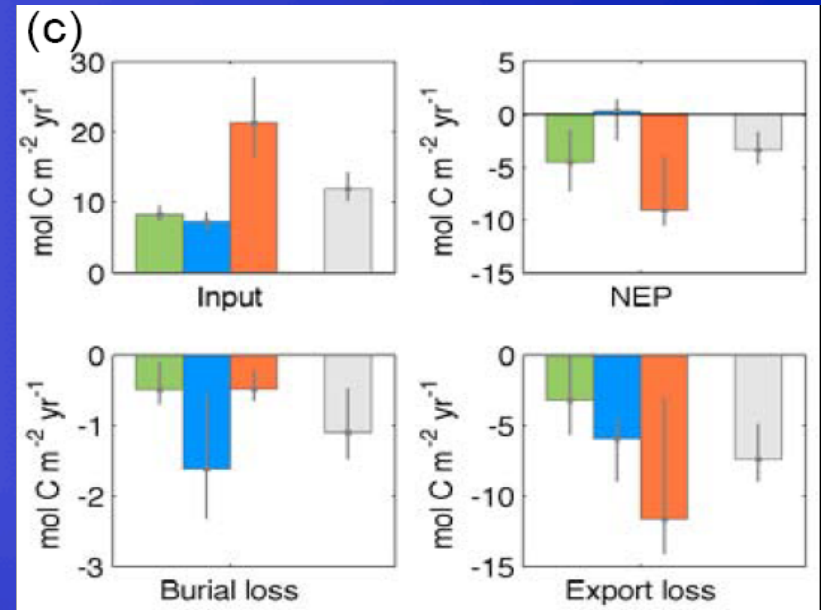 (c)
mol C m⁻² yr⁻¹
30
20
10
0
Input
mol C m⁻² yr⁻¹
5
0
-5
-10
-15
NEP
mol C m⁻² yr⁻¹
0
-1
-2
-3
Burial loss
mol C m⁻² yr⁻¹
0
-5
-10
-15
Export loss